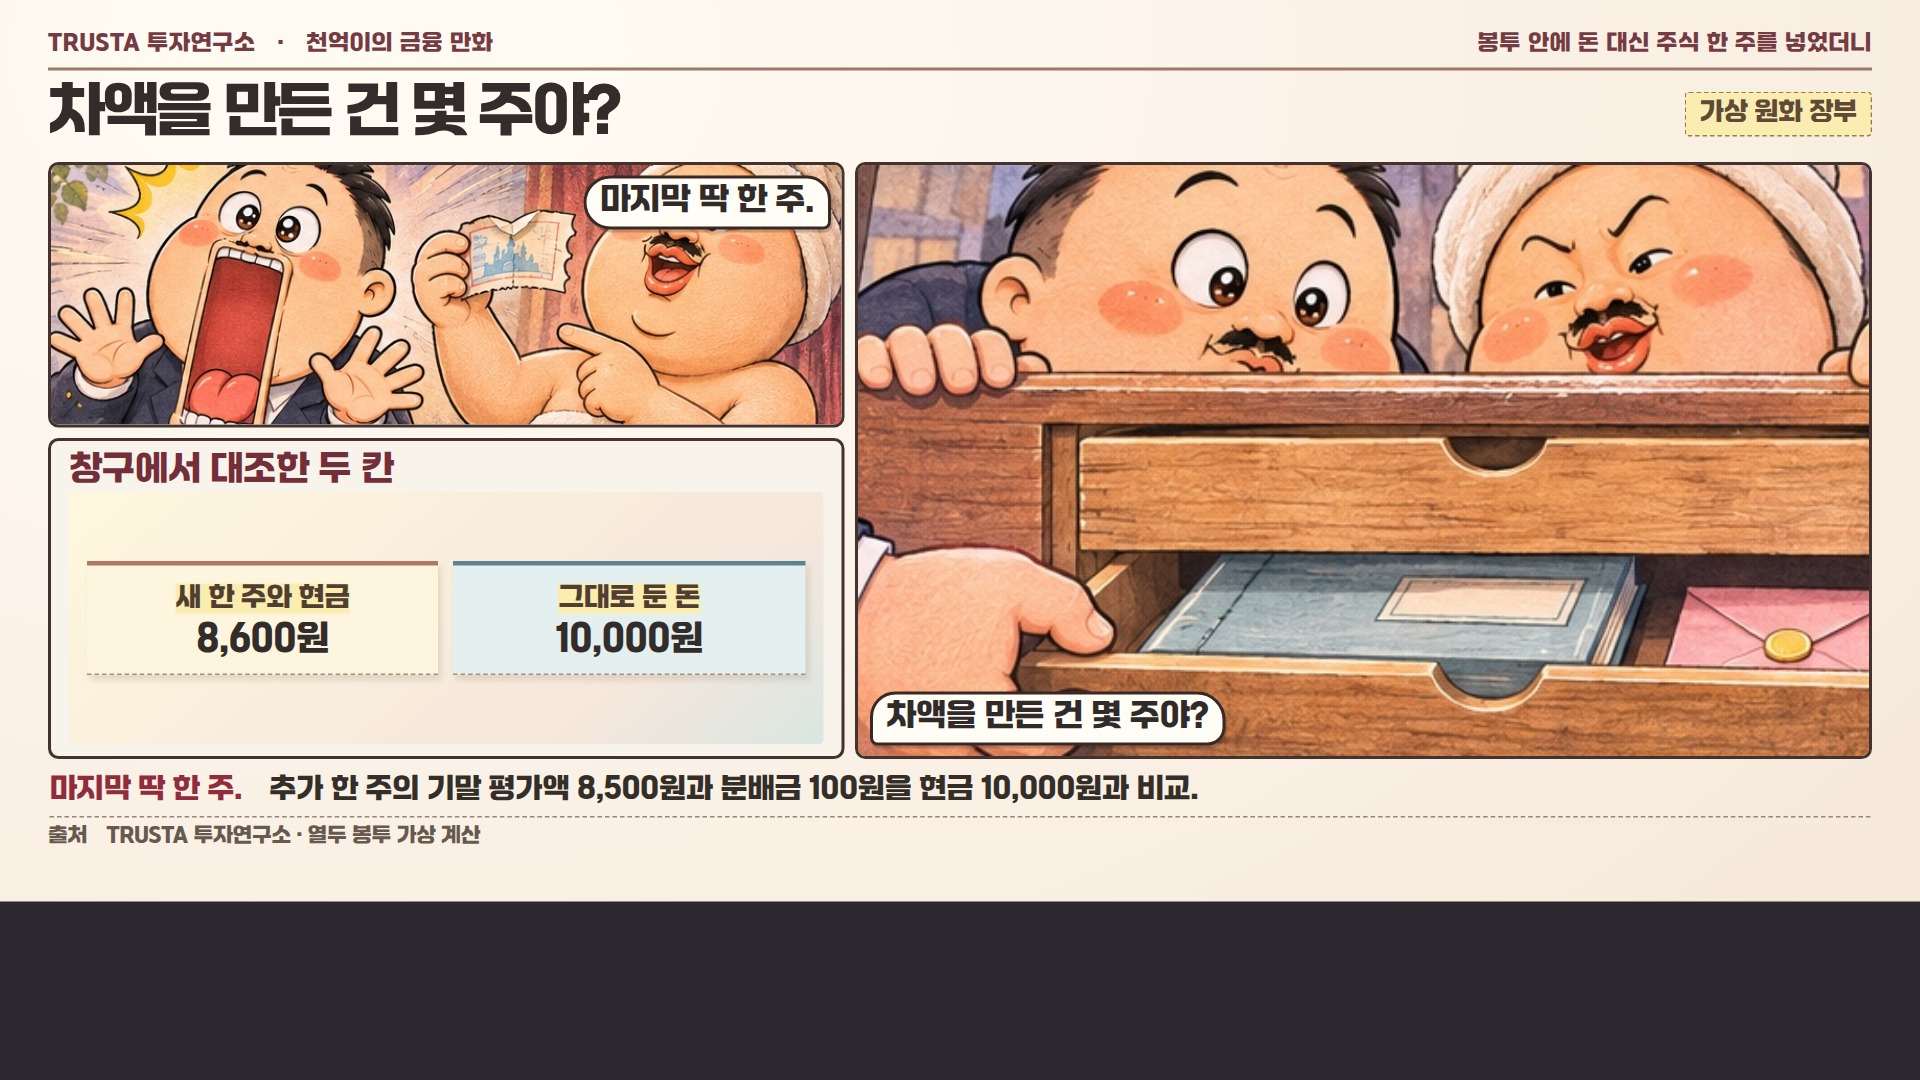 TRUSTA 투자연구소 · 천억이의 금융 만화
봉투 안에 돈 대신 주식 한 주를 넣었더니
차액을 만든 건 몇 주야?
가상 원화 장부
마지막 딱 한 주.
창구에서 대조한 두 칸
새 한 주와 현금
8,600원
그대로 둔 돈
10,000원
차액을 만든 건 몇 주야?
마지막 딱 한 주. 추가 한 주의 기말 평가액 8,500원과 분배금 100원을 현금 10,000원과 비교.
출처 TRUSTA 투자연구소 · 열두 봉투 가상 계산